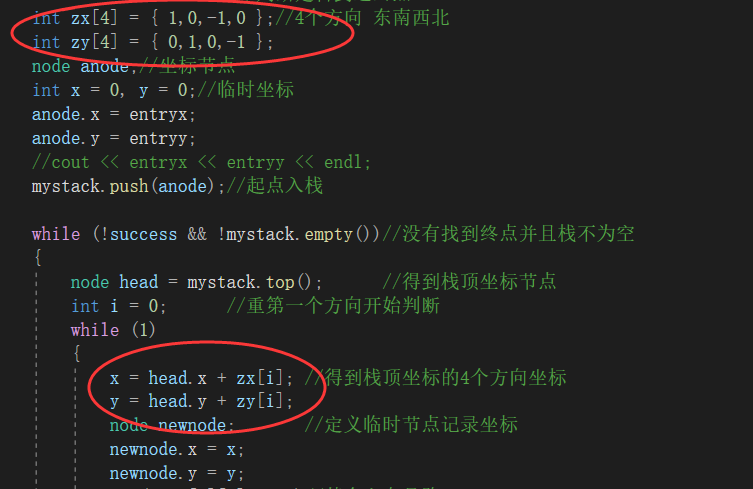 int zx[4] = { 1,0,-1,0 };//4个方向 东南西北
int zy[4] = { 0,1,0,-1 };
node anode;//坐标节点
int x = 0, y = 0;//临时坐标
anode.x = entryx;
anode.y = entryy;
//cout << entryx << entryy << endl;
mystack.push(anode);//起点入栈
while (!success && !mystack.empty())//没有找到终点并且栈不为空
{
node head = mystack.top(); //得到栈顶坐标节点
int i = 0; //重第一个方向开始判断
while (1)
{
x = head.x + zx[i]; //得到栈顶坐标的4个方向坐标
y = head.y + zy[i];
node newnode; //定义临时节点记录坐标
newnode.x = x;
newnode.y = y;